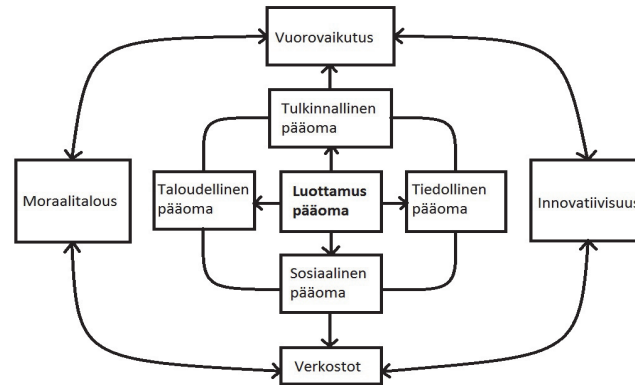 Vuorovaikutus
Tulkinnallinen
pääoma
Moraalitalous
Taloudellinen
pääoma
Luottamus
pääoma
Tiedollinen
pääoma
Innovatiivisuus
Sosiaalinen
pääoma
Verkostot